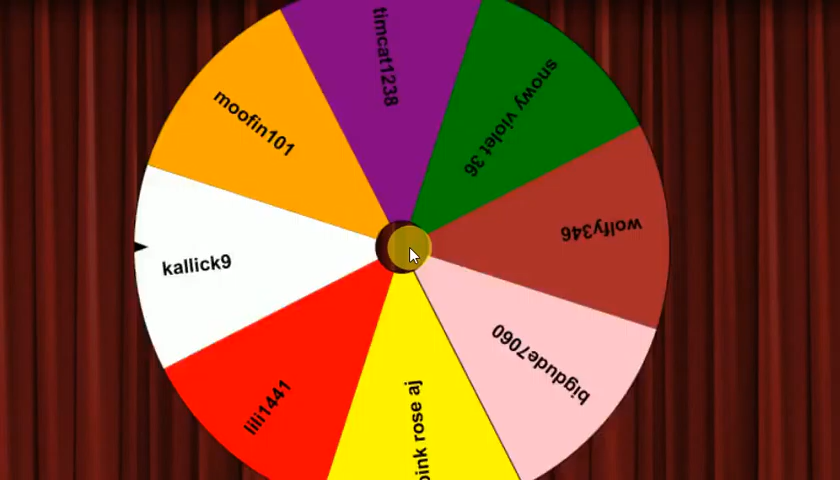 timcat1238
snowy violet 36
moofin101
wolfy346
kallick9
bigdude7060
lili1441
pink rose aj